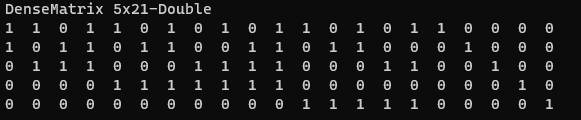 DenseMatrix 5x21-Double
1 1 0 1 1 0 1 0 1 0 1 1 0 1 0 1 1 0 0 0 0
1 0 1 1 0 1 1 0 0 1 1 0 1 1 0 0 0 1 0 0 0
0 1 1 1 0 0 0 1 1 1 1 0 0 0 1 1 0 0 1 0 0
0 0 0 0 1 1 1 1 1 1 1 0 0 0 0 0 0 0 0 1 0
0 0 0 0 0 0 0 0 0 0 0 1 1 1 1 1 0 0 0 0 1